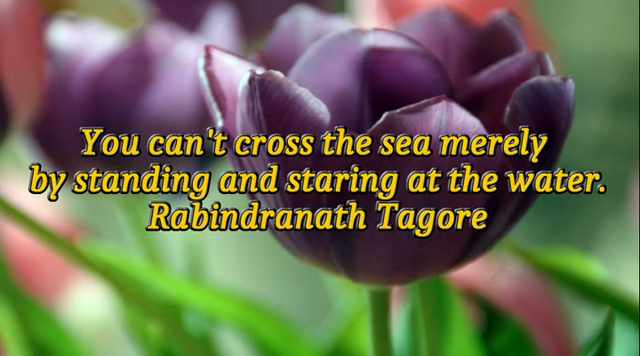 You can't cross the sea merely
by standing and staring at the water.
Rabindranath Tagore